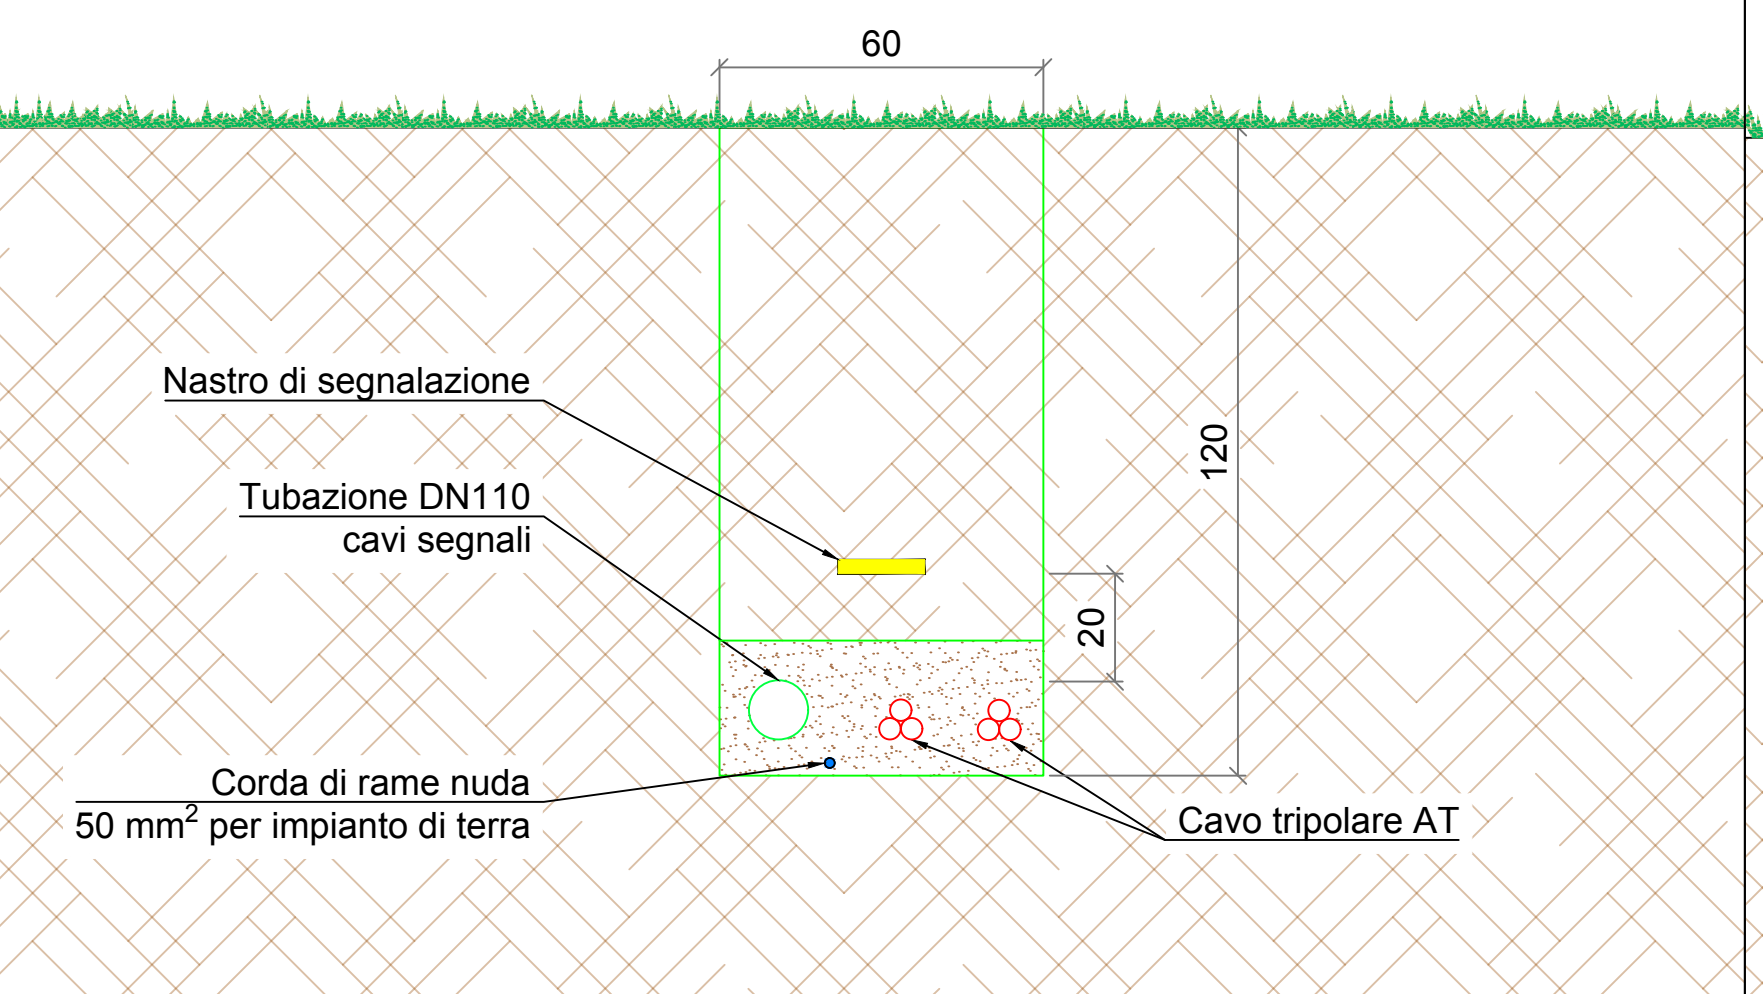 60
Nastro di segnalazione
120
Tubazione DN110
cavi segnali
20
Corda di rame nuda
50 mm² per impianto di terra
Cavo tripolare AT